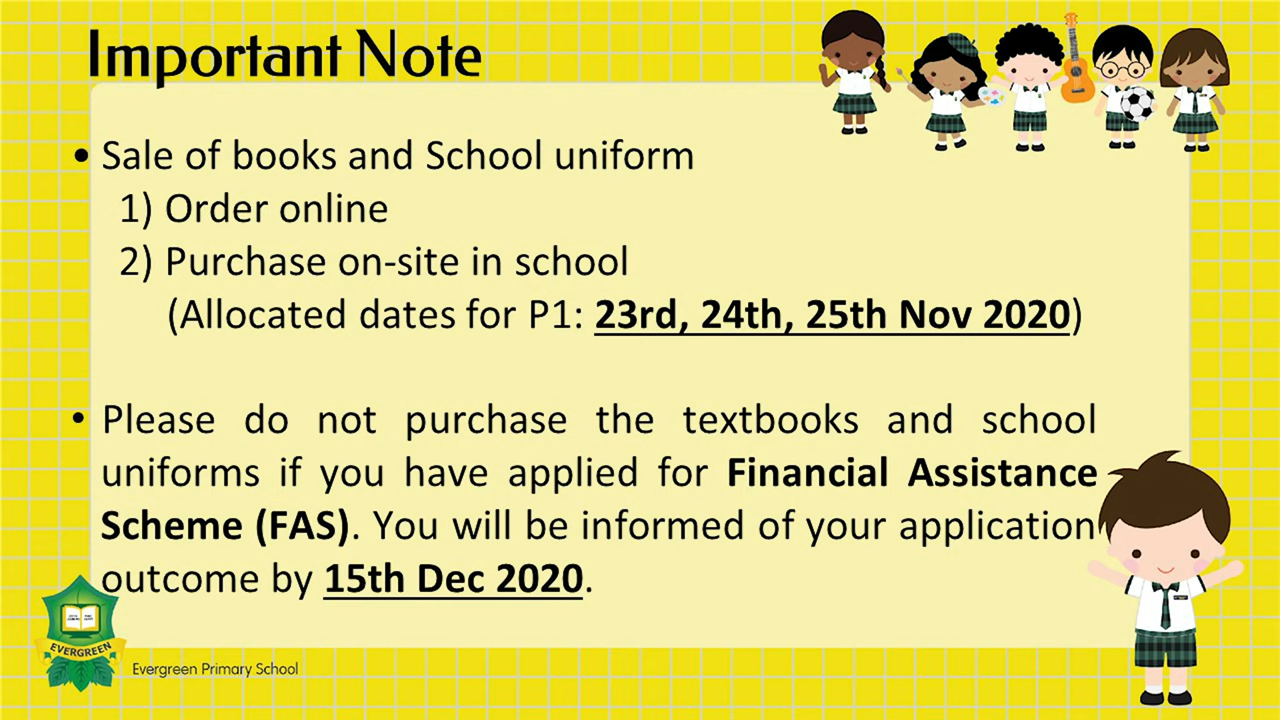 Important Note
• Sale of books and School uniform
1) Order online
2) Purchase on-site in school
(Allocated dates for P1: 23rd, 24th, 25th Nov 2020)
• Please do not purchase the textbooks and school
uniforms if you have applied for Financial Assistance
Scheme (FAS). You will be informed of your application
outcome by 15th Dec 2020.
EVERGREEN
Evergreen Primary School